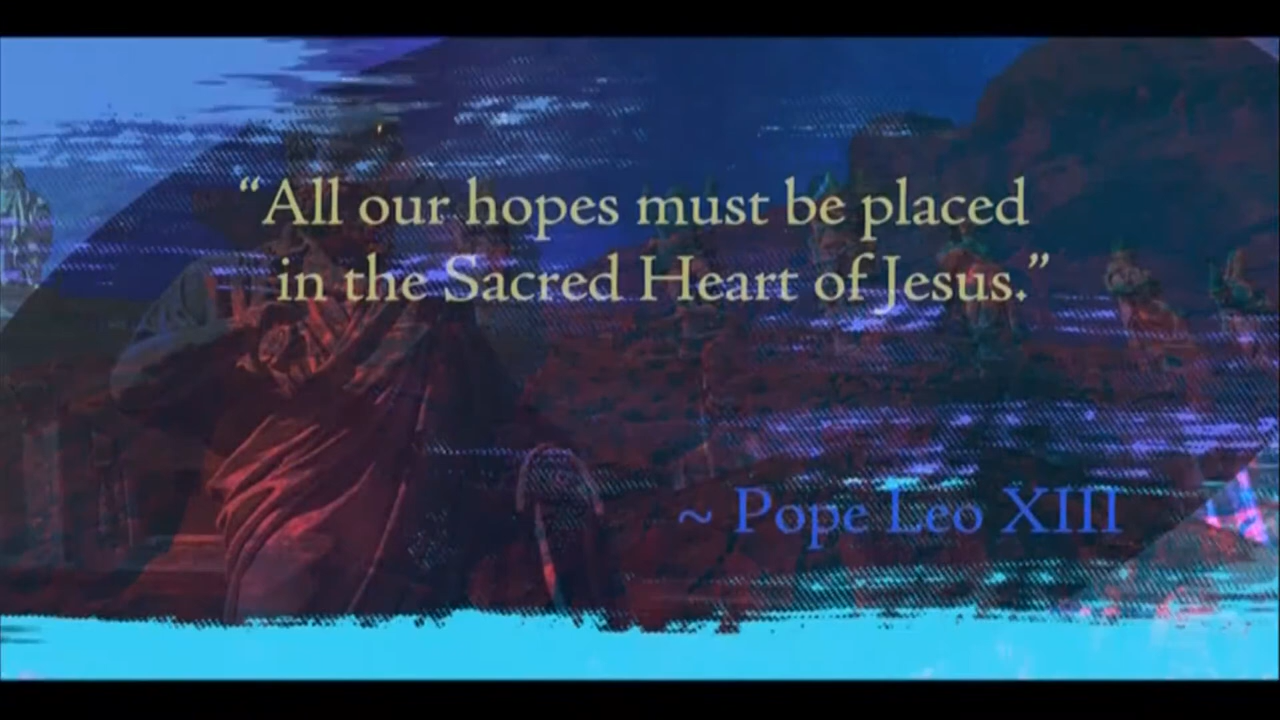 “All our hopes must be placed
in the Sacred Heart of Jesus.”
~ Pope Leo XIII